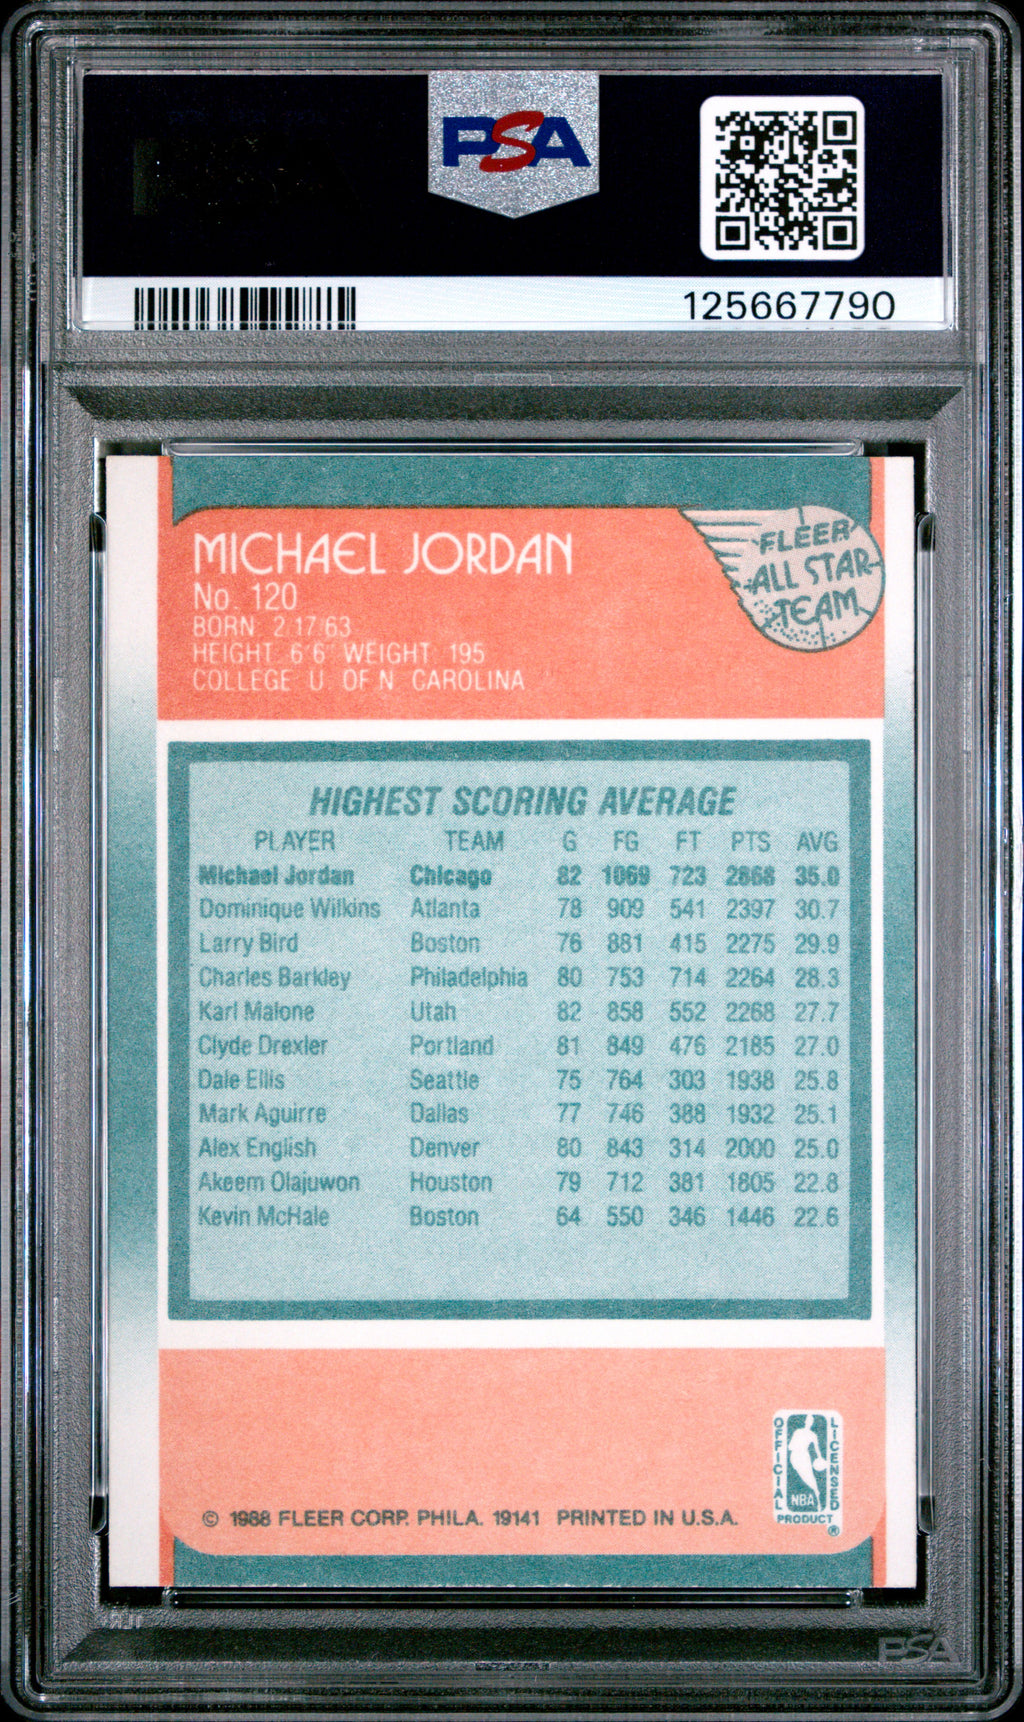 PSA
125667790
MICHAEL JORDAN
No. 120
BORN 2.17.63
HEIGHT 6'6" WEIGHT 195
COLLEGE U OF N CAROLINA
FLEER
ALL STAR
TEAM
HIGHEST SCORING AVERAGE
PLAYER TEAM G FG FT PTS AVG
Michael Jordan Chicago 82 1069 723 2868 35.0
Dominique Wilkins Atlanta 78 909 541 2397 30.7
Larry Bird Boston 76 881 415 2275 29.9
Charles Barkley Philadelphia 80 753 714 2264 28.3
Karl Malone Utah 82 858 552 2268 27.7
Clyde Drexler Portland 81 849 476 2185 27.0
Dale Ellis Seattle 75 764 303 1938 25.8
Mark Aguirre Dallas 77 746 388 1932 25.1
Alex English Denver 80 843 314 2000 25.0
Akeem Olajuwon Houston 79 712 381 1805 22.8
Kevin McHale Boston 64 550 346 1446 22.6
OFFICIAL
LICENSED
NBA
PRODUCT
®
© 1988 FLEER CORP. PHILA. 19141 PRINTED IN U.S.A.
PSA